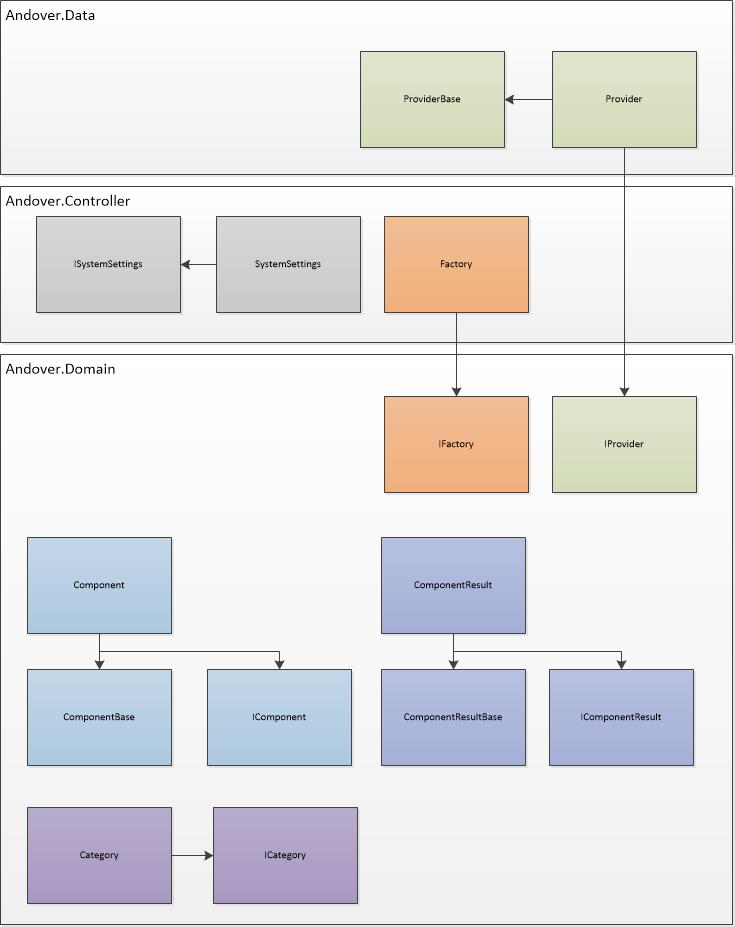 Andover.Data
ProviderBase
Provider
Andover.Controller
ISystemSettings
SystemSettings
Factory
Andover.Domain
IFactory
IProvider
Component
ComponentResult
ComponentBase
IComponent
ComponentResultBase
IComponentResult
Category
ICategory